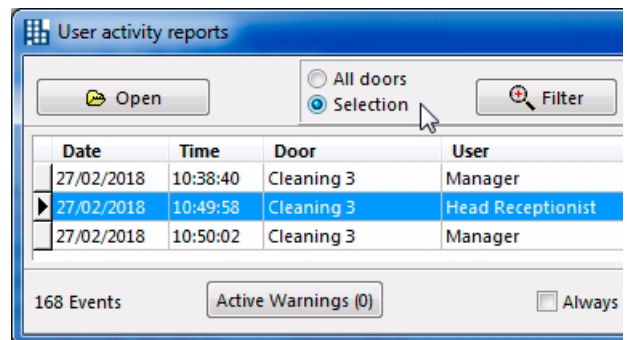 User activity reports
Open
All doors
Selection
Filter
Date Time Door User
27/02/2018 10:38:40 Cleaning 3 Manager
27/02/2018 10:49:58 Cleaning 3 Head Receptionist
27/02/2018 10:50:02 Cleaning 3 Manager
168 Events Active Warnings (0) Always